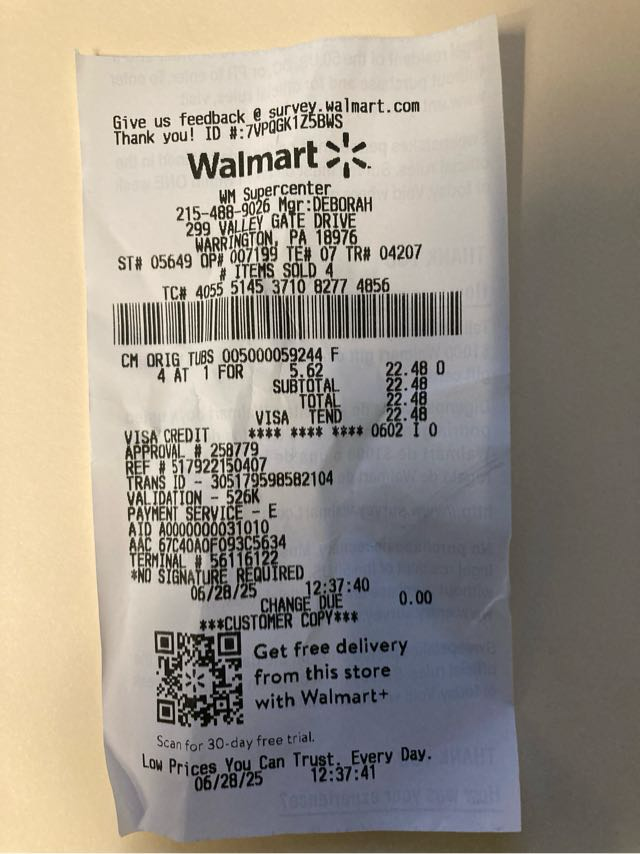 Give us feedback @ survey.walmart.com
Thank you! ID #:7VPQGK1Z5BWS
Walmart
WM Supercenter
215-488-9026 Mgr:DEBORAH
299 VALLEY GATE DRIVE
WARRINGTON, PA 18976
ST# 05649 OP# 007199 TE# 07 TR# 04207
# ITEMS SOLD 4
TC# 4055 5145 3710 8277 4856
CM ORIG TUBS 005000059244 F
4 AT 1 FOR 5.62 22.48 O
SUBTOTAL 22.48
TOTAL 22.48
VISA TEND 22.48
VISA CREDIT **** **** **** 0602 I 0
APPROVAL # 258779
REF # 517922150407
TRANS ID - 305179598582104
VALIDATION - 526K
PAYMENT SERVICE - E
AID A0000000031010
AAC 67C40A0F093C5634
TERMINAL # 56116122
*NO SIGNATURE REQUIRED
06/28/25 12:37:40
CHANGE DUE 0.00
***CUSTOMER COPY***
Get free delivery
from this store
with Walmart+
Scan for 30-day free trial.
Low Prices You Can Trust. Every Day.
06/28/25 12:37:41